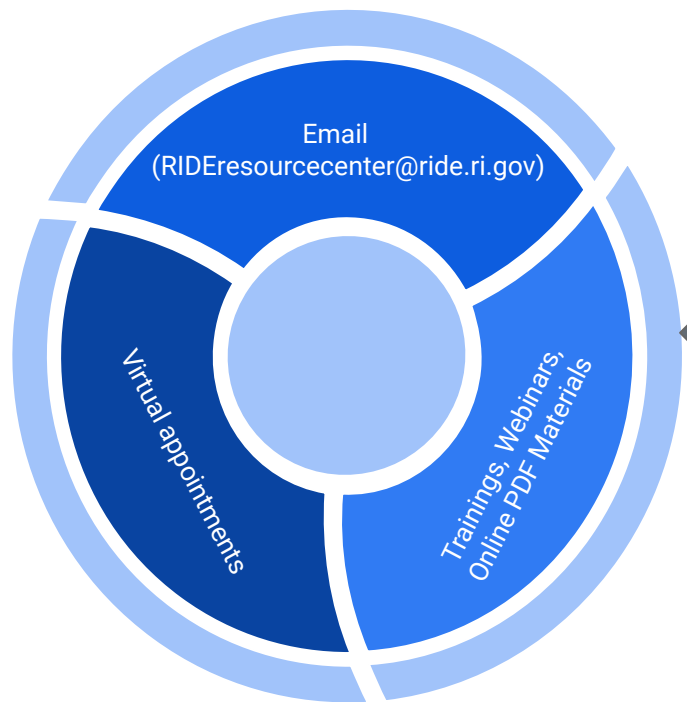 Email
(RIDEresourcecenter@ride.ri.gov)
Trainings, Webinars,
Online PDF Materials
Virtual appointments